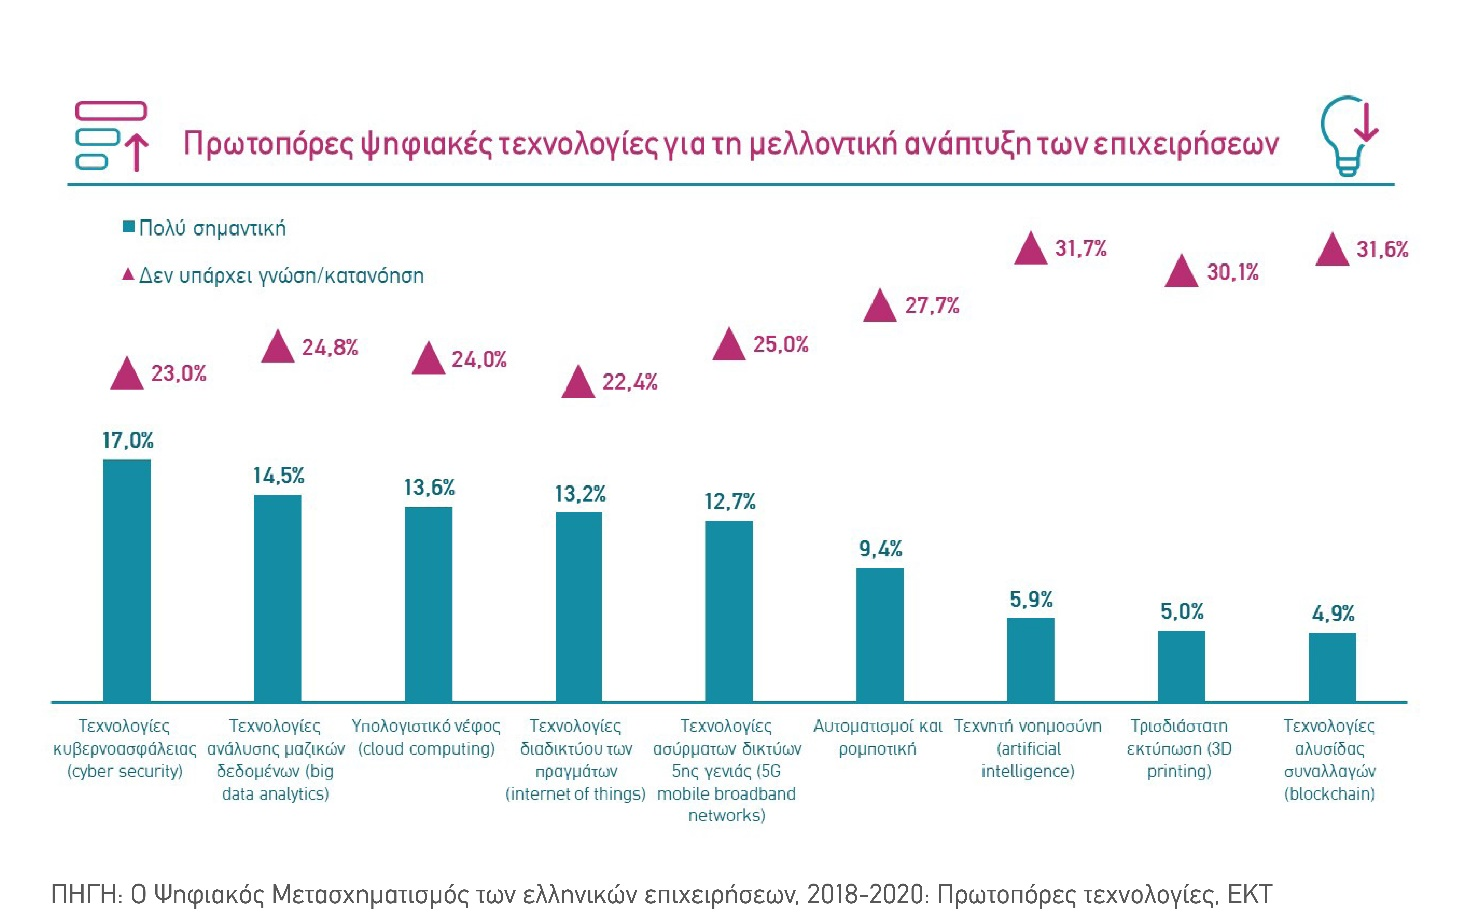 Πρωτοπόρες ψηφιακές τεχνολογίες για τη μελλοντική ανάπτυξη των επιχειρήσεων
Πολύ σημαντική
Δεν υπάρχει γνώση/κατανόηση
23,0%
24,8%
24,0%
22,4%
25,0%
27,7%
31,7%
30,1%
31,6%
17,0%
14,5%
13,6%
13,2%
12,7%
9,4%
5,9%
5,0%
4,9%
Τεχνολογίες
κυβερνοασφάλειας
(cyber security)
Τεχνολογίες
ανάλυσης μαζικών
δεδομένων (big
data analytics)
Υπολογιστικό νέφος
(cloud computing)
Τεχνολογίες
διαδικτύου των
πραγμάτων
(internet of things)
Τεχνολογίες
ασύρματων δικτύων
5ης γενιάς (5G
mobile broadband
networks)
Αυτοματισμοί και
ρομποτική
Τεχνητή νοημοσύνη
(artificial
intelligence)
Τρισδιάστατη
εκτύπωση (3D
printing)
Τεχνολογίες
αλυσίδας
συναλλαγών
(blockchain)
ΠΗΓΗ: Ο Ψηφιακός Μετασχηματισμός των ελληνικών επιχειρήσεων, 2018-2020: Πρωτοπόρες τεχνολογίες, ΕΚΤ